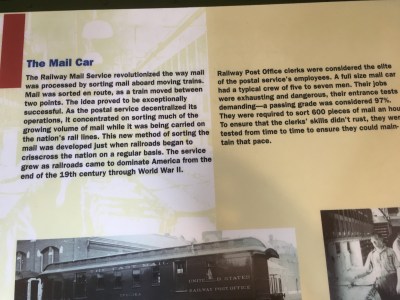 The Mail Car
The Railway Mail Service revolutionized the way mail
was processed by sorting mail aboard moving trains.
Mail was sorted en route, as a train moved between
two points. The idea proved to be exceptionally
successful. As the postal service decentralized its
operations, it concentrated on sorting much of the
growing volume of mail while it was being carried on
the nation's rail lines. This new method of sorting the
mail was developed just when railroads began to
crisscross the nation on a regular basis. The service
grew as railroads came to dominate America from the
end of the 19th century through World War II.
Railway Post Office clerks were considered the elite
of the postal service's employees. A full size mail car
had a typical crew of five to seven men. Their jobs
were exhausting and dangerous, their entrance tests
demanding—a passing grade was considered 97%.
They were required to sort 600 pieces of mail an hou
To ensure that the clerks' skills didn't rust, they wer
tested from time to time to ensure they could main-
tain that pace.
UNITED STATES
RAILWAY POST OFFICE